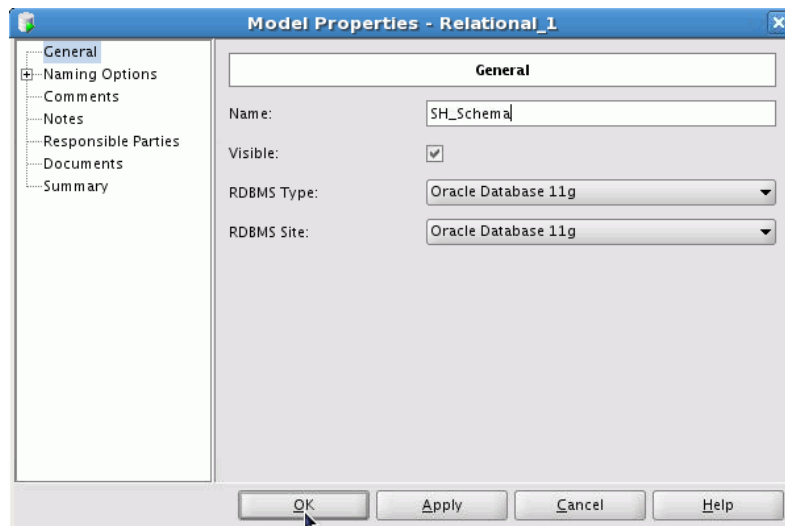 Model Properties - Relational_1
General
Naming Options
Comments
Notes
Responsible Parties
Documents
Summary
General
Name: SH_Schema
Visible:
RDBMS Type: Oracle Database 11g
RDBMS Site: Oracle Database 11g
OK Apply Cancel Help